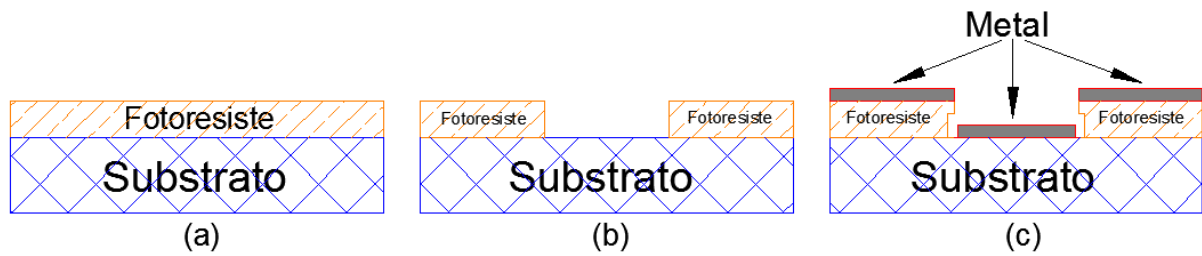 Metal
Fotoresiste
Fotoresiste
Fotoresiste
Fotoresiste
Fotoresiste
Substrato
Substrato
Substrato
(a)
(b)
(c)